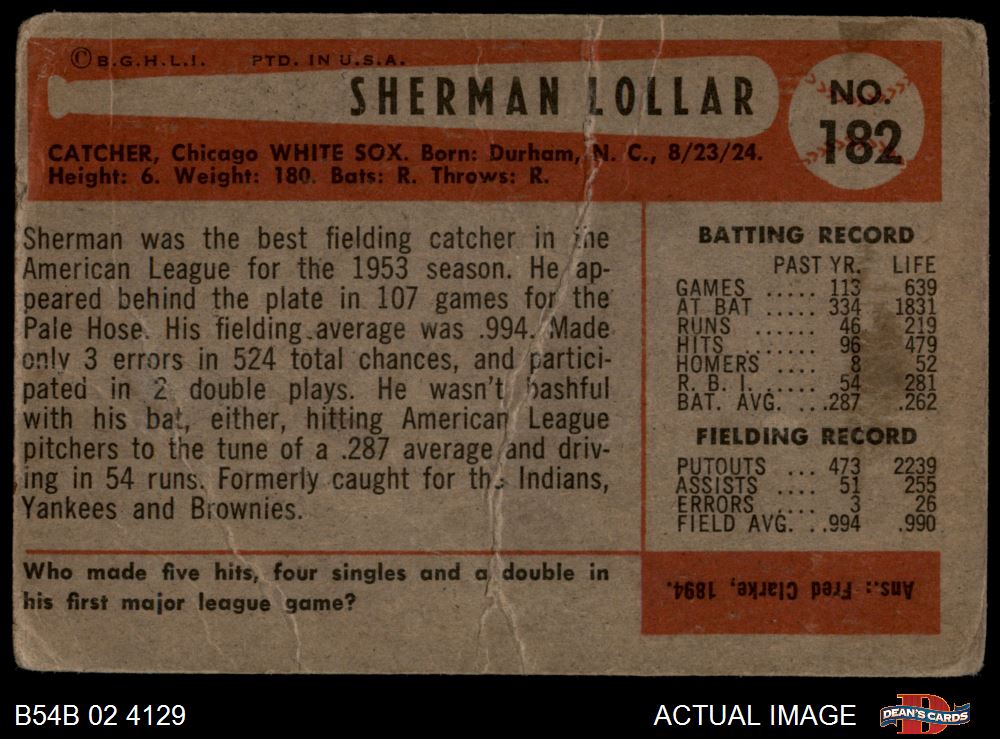 © B.G.H.L.I. PTD. IN U.S.A.
SHERMAN LOLLAR
NO.
182
CATCHER, Chicago WHITE SOX. Born: Durham, N. C., 8/23/24.
Height: 6. Weight: 180. Bats: R. Throws: R.
Sherman was the best fielding catcher in the
American League for the 1953 season. He ap-
peared behind the plate in 107 games for the
Pale Hose. His fielding average was .994. Made
only 3 errors in 524 total chances, and partici-
pated in 2 double plays. He wasn't bashful
with his bat, either, hitting American League
pitchers to the tune of a .287 average and driv-
ing in 54 runs. Formerly caught for the Indians,
Yankees and Brownies.
BATTING RECORD
PAST YR. LIFE
GAMES ..... 113 639
AT BAT ..... 334 1831
RUNS ...... 46 219
HITS ....... 96 479
HOMERS .... 8 52
R. B. I. ...... 54 281
BAT. AVG. ...287 .262
FIELDING RECORD
PUTOUTS ... 473 2239
ASSISTS .... 51 255
ERRORS .... 3 26
FIELD AVG. ..994 .990
Who made five hits, four singles and a double in
his first major league game?
Ans.: Fred Clarke, 1894.
B54B 02 4129
ACTUAL IMAGE
DEAN'S CARDS